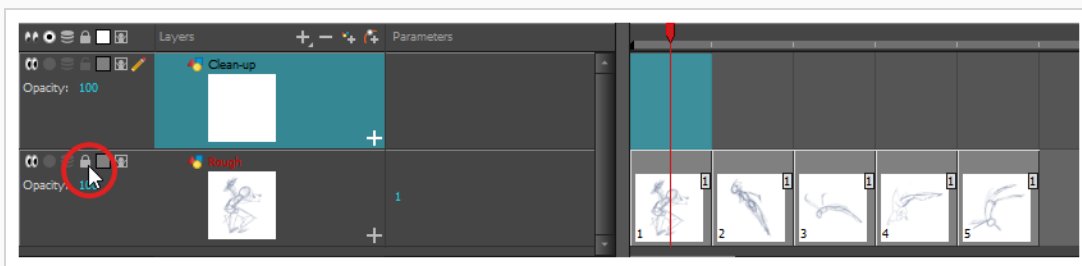 Layers
Parameters
Clean-up
Opacity: 100
Rough
Opacity: 100
1
1 1 1 1 1
1 2 3 4 5